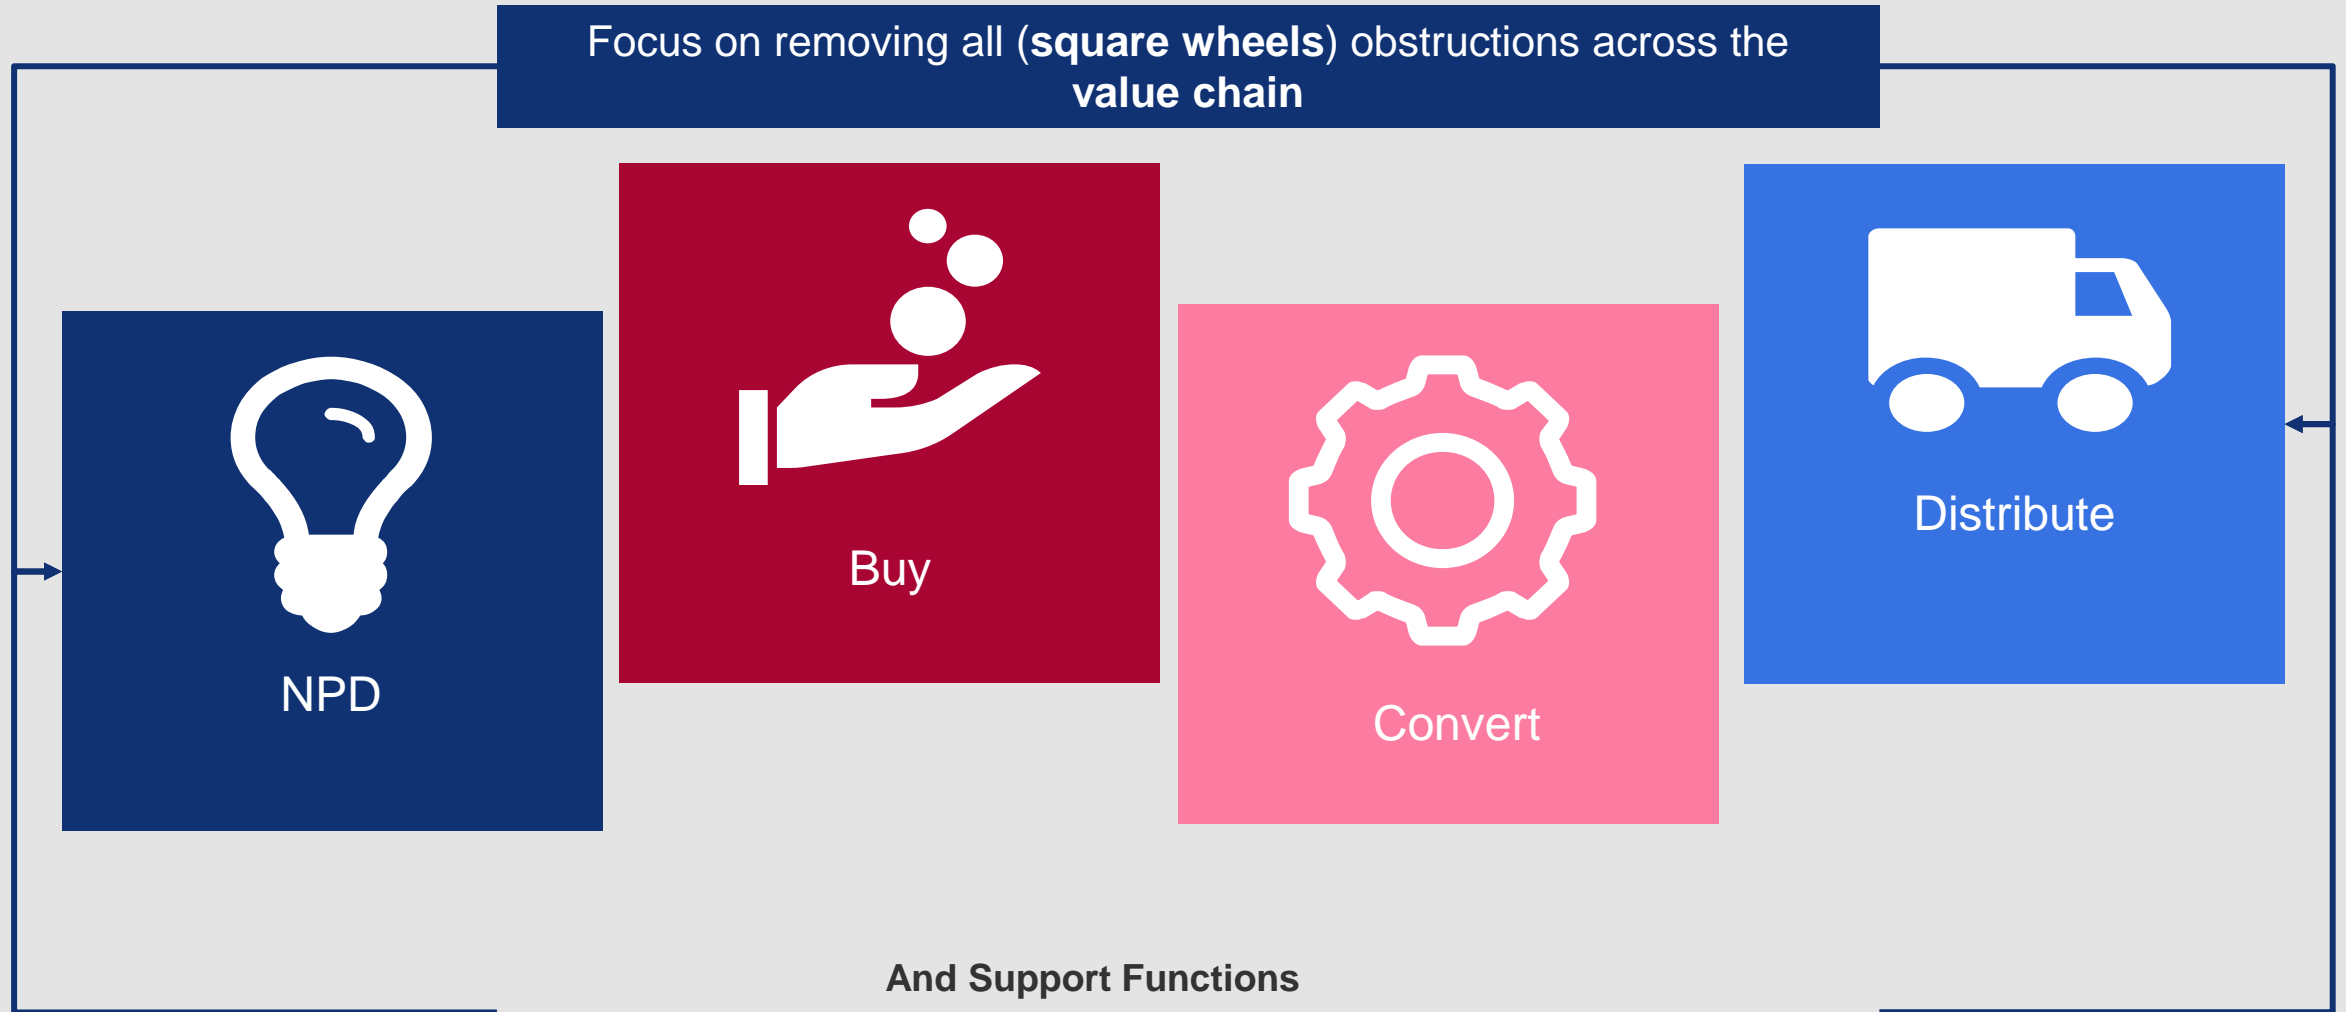 Focus on removing all (square wheels) obstructions across the
value chain
NPD
Buy
Convert
Distribute
And Support Functions